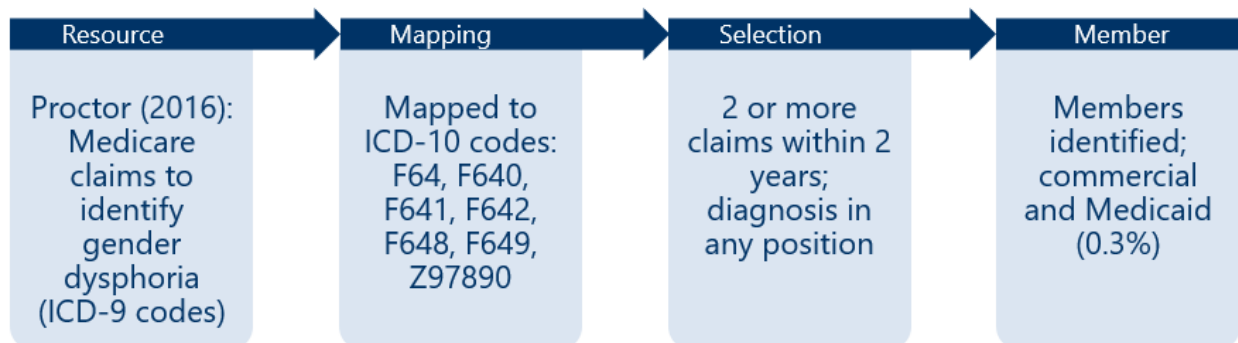 Resource
Proctor (2016):
Medicare
claims to
identify
gender
dysphoria
(ICD-9 codes)
Mapping
Mapped to
ICD-10 codes:
F64, F640,
F641, F642,
F648, F649,
Z97890
Selection
2 or more
claims within 2
years;
diagnosis in
any position
Member
Members
identified;
commercial
and Medicaid
(0.3%)